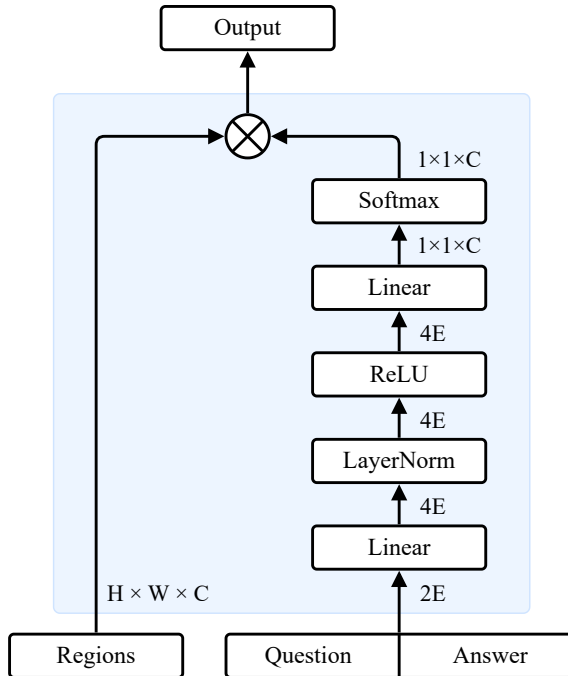 Output
1×1×C
Softmax
1×1×C
Linear
4E
ReLU
4E
LayerNorm
4E
Linear
H × W × C
2E
Regions
Question
Answer